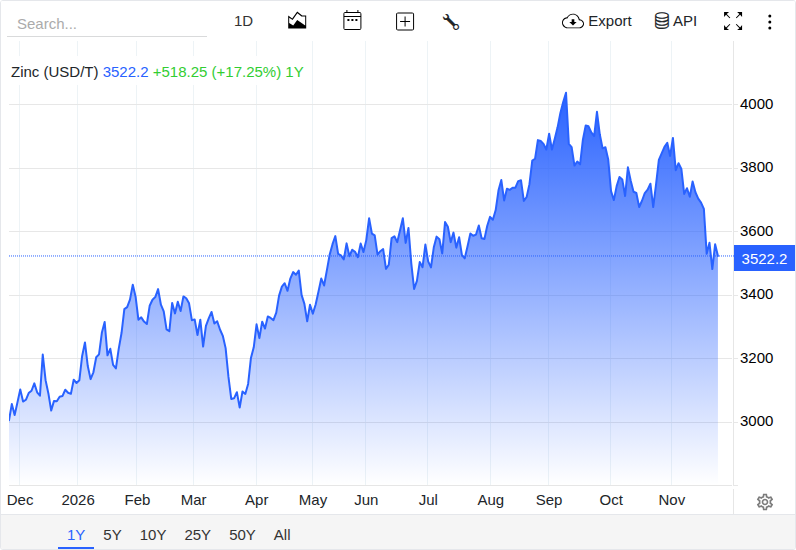 Search... 1D Export API
Zinc (USD/T) 3522.2 +518.25 (+17.25%) 1Y
4000
3800
3600
3522.2
3400
3200
3000
Dec 2026 Feb Mar Apr May Jun Jul Aug Sep Oct Nov
1Y 5Y 10Y 25Y 50Y All